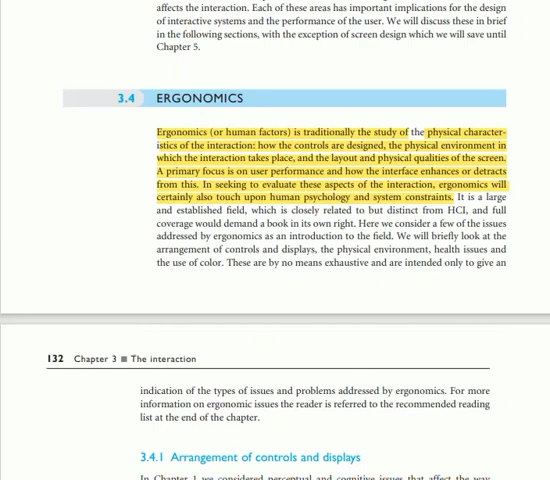 affects the interaction. Each of these areas has important implications for the design
of interactive systems and the performance of the user. We will discuss these in brief
in the following sections, with the exception of screen design which we will save until
Chapter 5.
3.4 ERGONOMICS
Ergonomics (or human factors) is traditionally the study of the physical character-
istics of the interaction: how the controls are designed, the physical environment in
which the interaction takes place, and the layout and physical qualities of the screen.
A primary focus is on user performance and how the interface enhances or detracts
from this. In seeking to evaluate these aspects of the interaction, ergonomics will
certainly also touch upon human psychology and system constraints. It is a large
and established field, which is closely related to but distinct from HCI, and full
coverage would demand a book in its own right. Here we consider a few of the issues
addressed by ergonomics as an introduction to the field. We will briefly look at the
arrangement of controls and displays, the physical environment, health issues and
the use of color. These are by no means exhaustive and are intended only to give an
132 Chapter 3 ■ The interaction
indication of the types of issues and problems addressed by ergonomics. For more
information on ergonomic issues the reader is referred to the recommended reading
list at the end of the chapter.
3.4.1 Arrangement of controls and displays
In Chapter 1 we considered perceptual and cognitive issues that affect the way